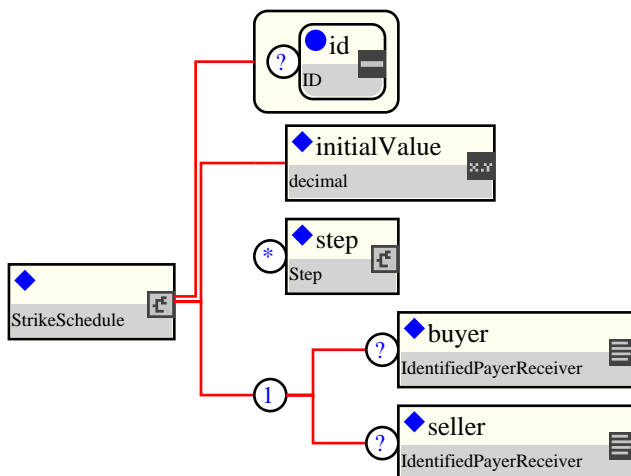 ? id
ID
initialValue
decimal
x.y
* step
Step
StrikeSchedule
? buyer
IdentifiedPayerReceiver
1
? seller
IdentifiedPayerReceiver